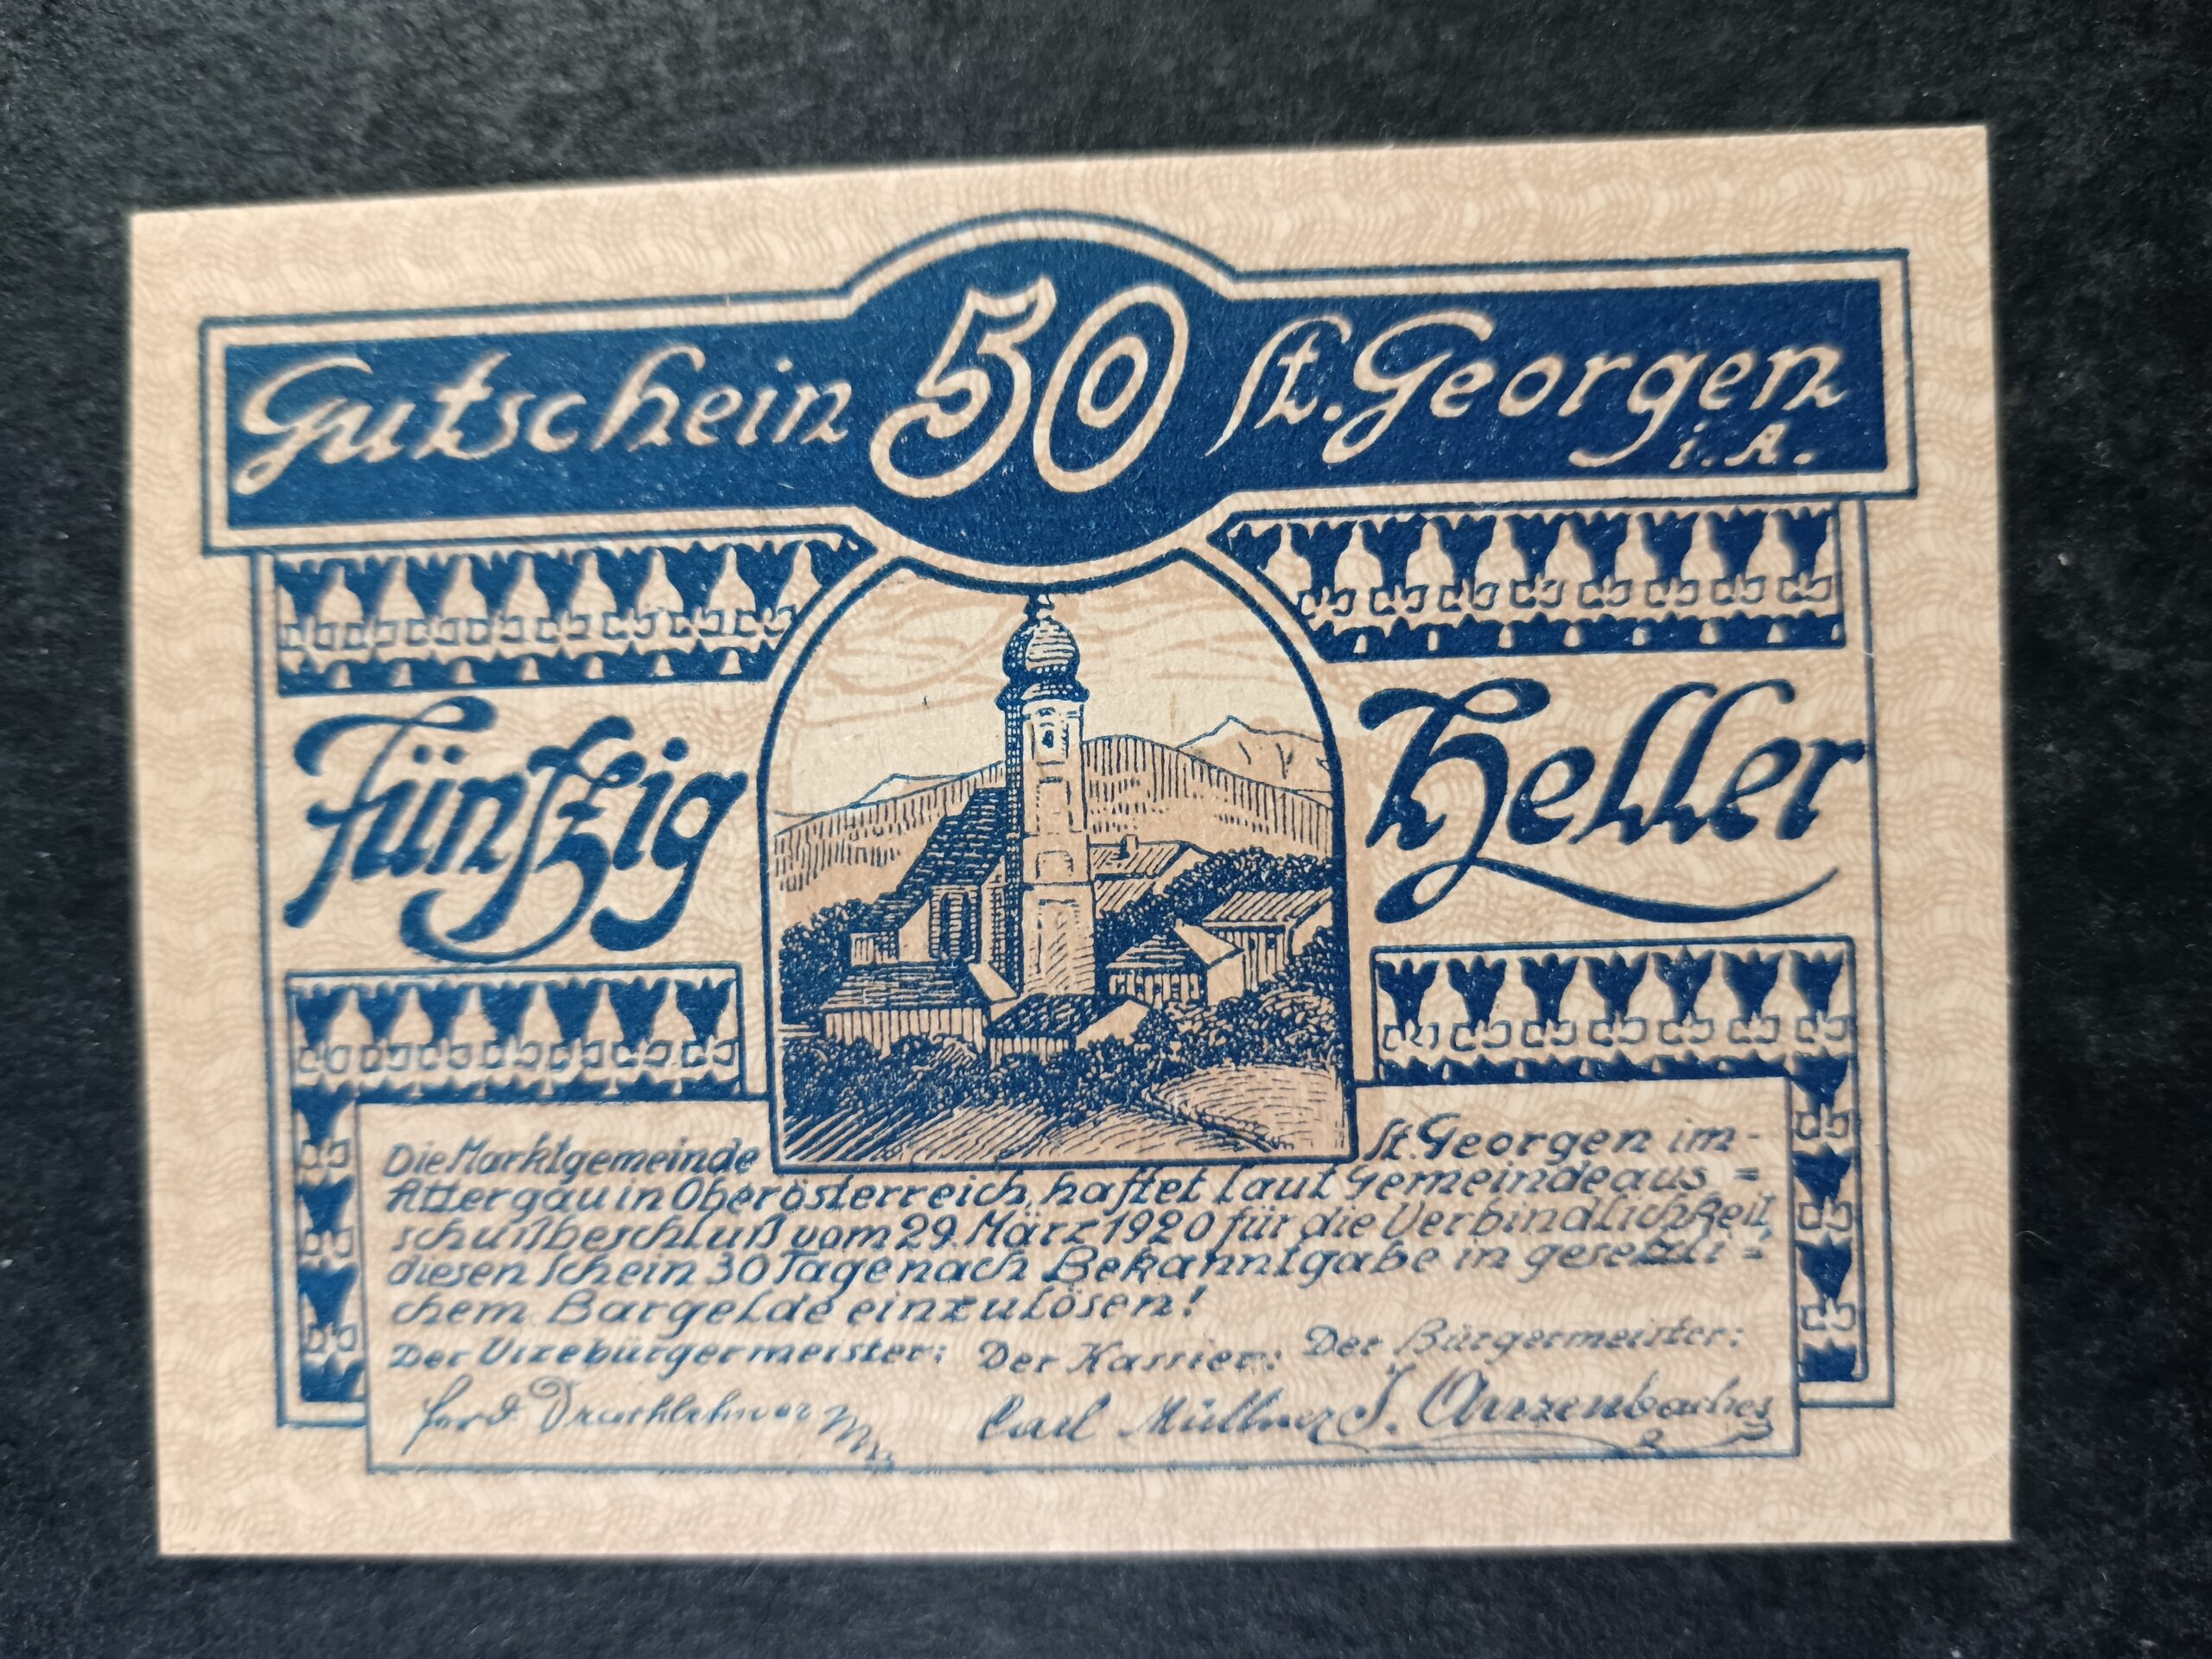 Gutschein 50 St. Georgen
i. A.
Fünfzig Heller
Die Marktgemeinde St. Georgen im-
Attergau in Oberösterreich, haftet laut Gemeindeaus=
schußbeschluß vom 29. März 1920 für die Verbindlichkeit,
diesen Schein 30 Tage nach Bekanntgabe in gesetzli=
chem Bargelde einzulösen!
Der Vizebürgermeister: Der Kassier: Der Bürgermeister:
Ferd. Carl Müllner J. Anzenbacher